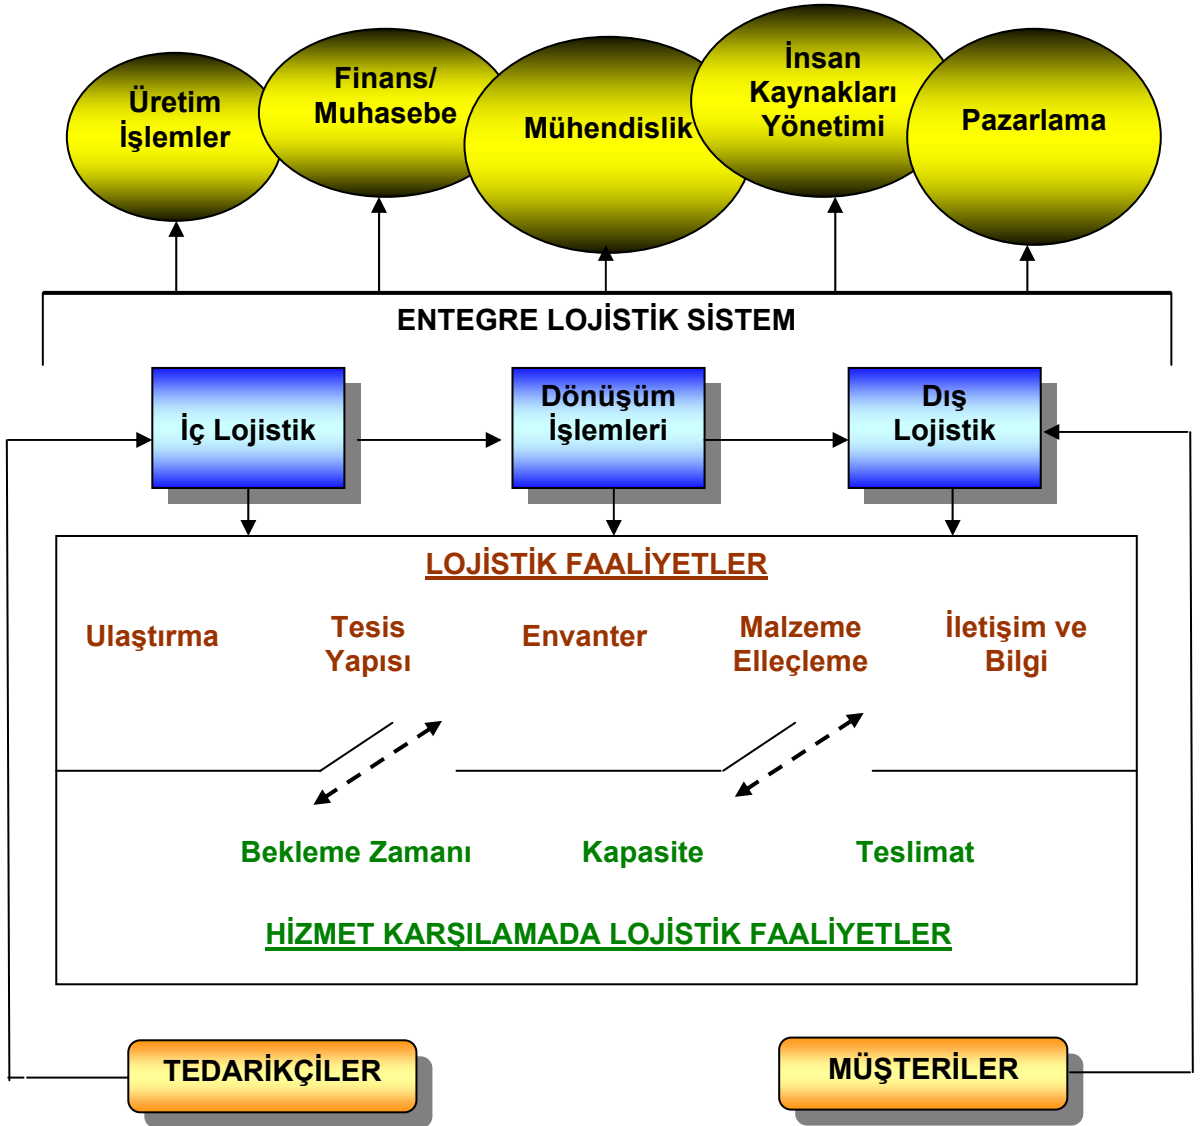 Üretim
İşlemler
Finans/
Muhasebe
Mühendislik
İnsan
Kaynakları
Yönetimi
Pazarlama
ENTEGRE LOJİSTİK SİSTEM
İç Lojistik
Dönüşüm
İşlemleri
Dış
Lojistik
LOJİSTİK FAALİYETLER
Ulaştırma
Tesis
Yapısı
Envanter
Malzeme
Elleçleme
İletişim ve
Bilgi
Bekleme Zamanı
Kapasite
Teslimat
HİZMET KARŞILAMADA LOJİSTİK FAALİYETLER
TEDARİKÇİLER
MÜŞTERİLER